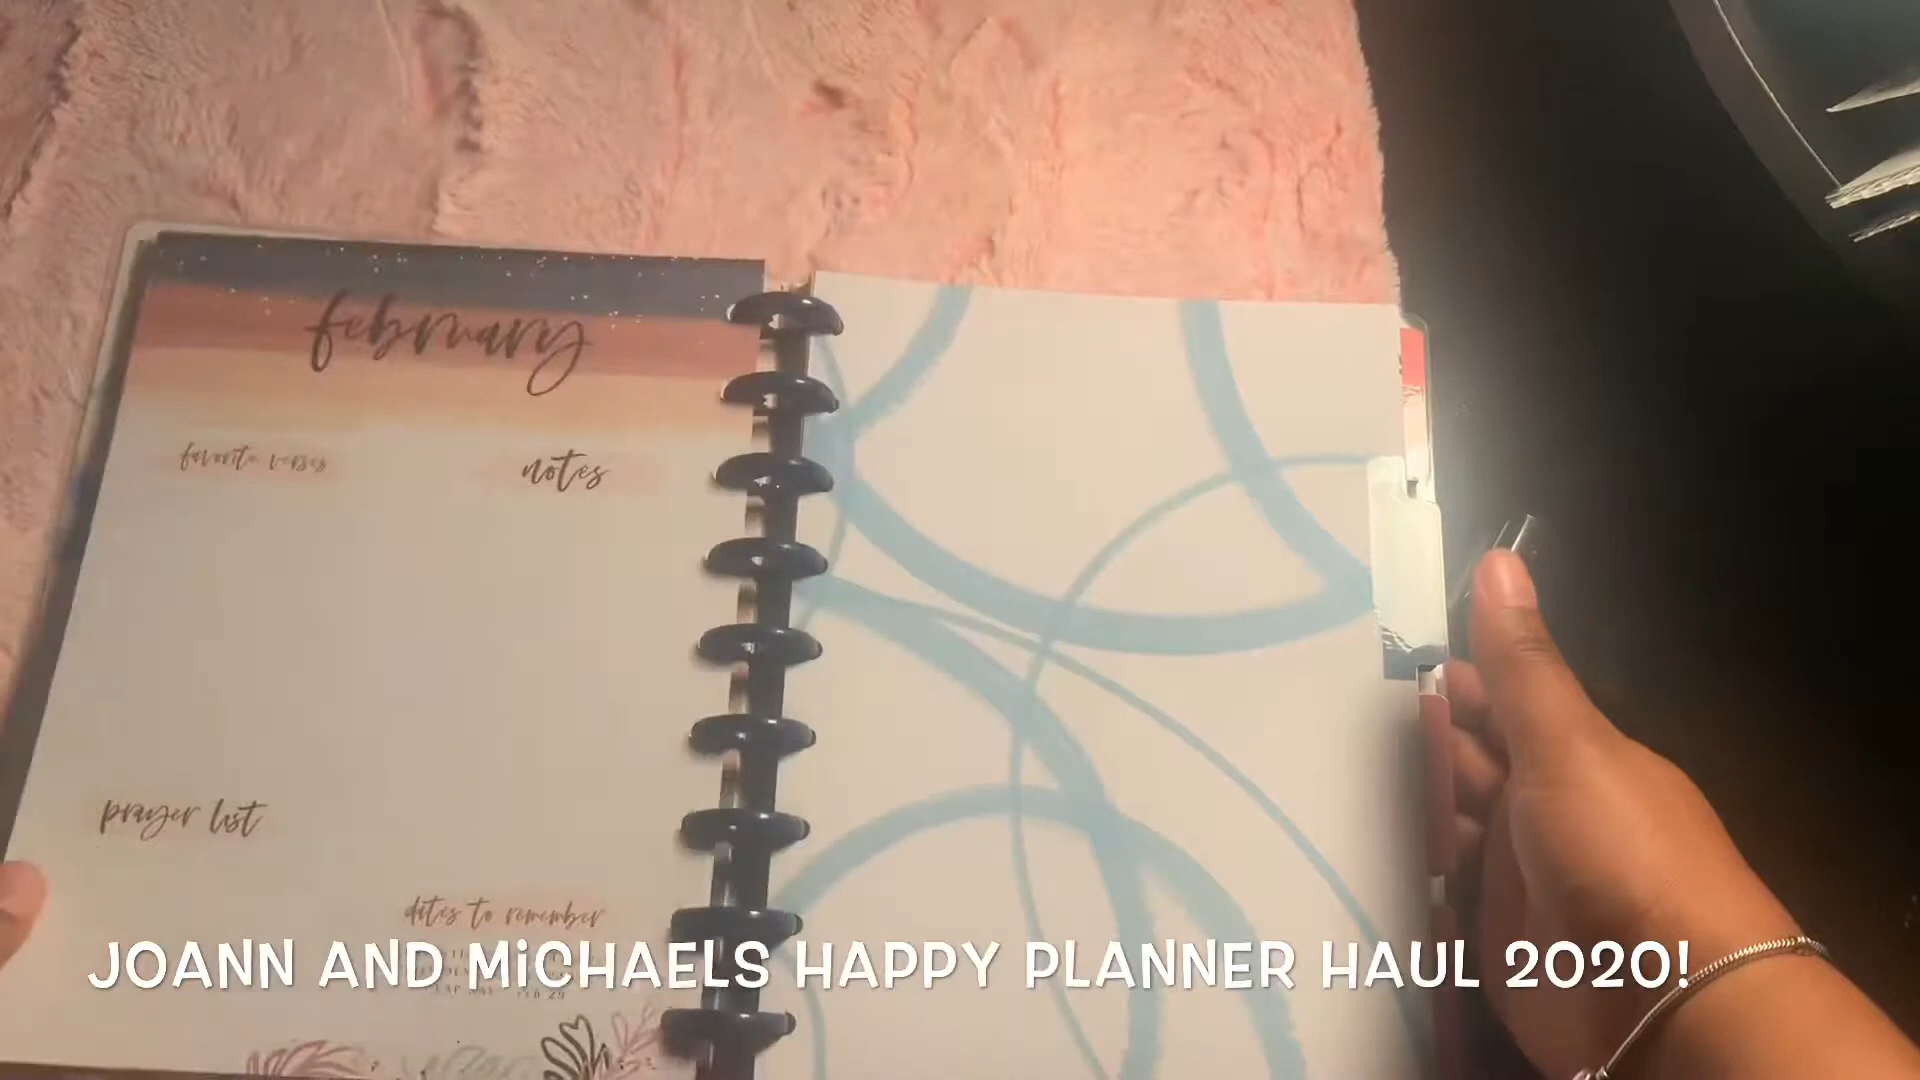 february
favorite verses
notes
prayer list
dates to remember
JOANN AND MiCHAELS HAPPY PLANNER HAUL 2020!